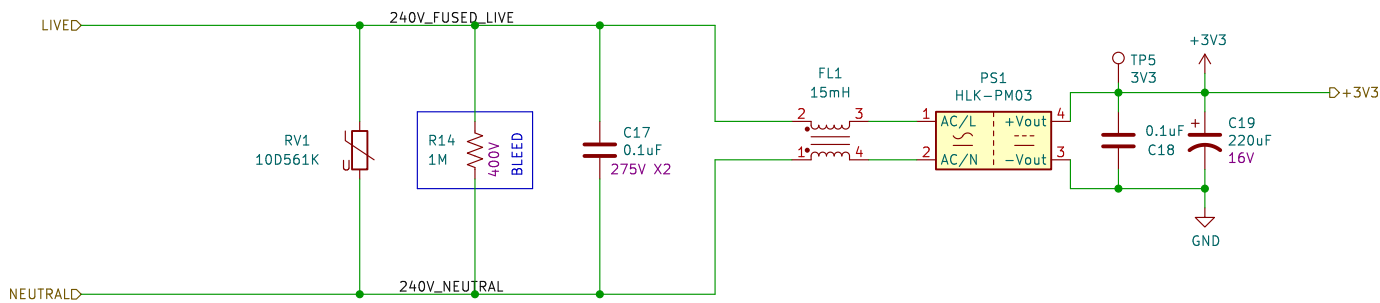 LIVE
240V_FUSED_LIVE
RV1
10D561K
R14
1M
400V
BLEED
C17
0.1uF
275V X2
FL1
15mH
2
3
1
4
PS1
HLK-PM03
1
AC/L
+Vout
4
2
AC/N
-Vout
3
TP5
3V3
+3V3
+3V3
0.1uF
C18
+
C19
220uF
16V
GND
NEUTRAL
240V_NEUTRAL
U